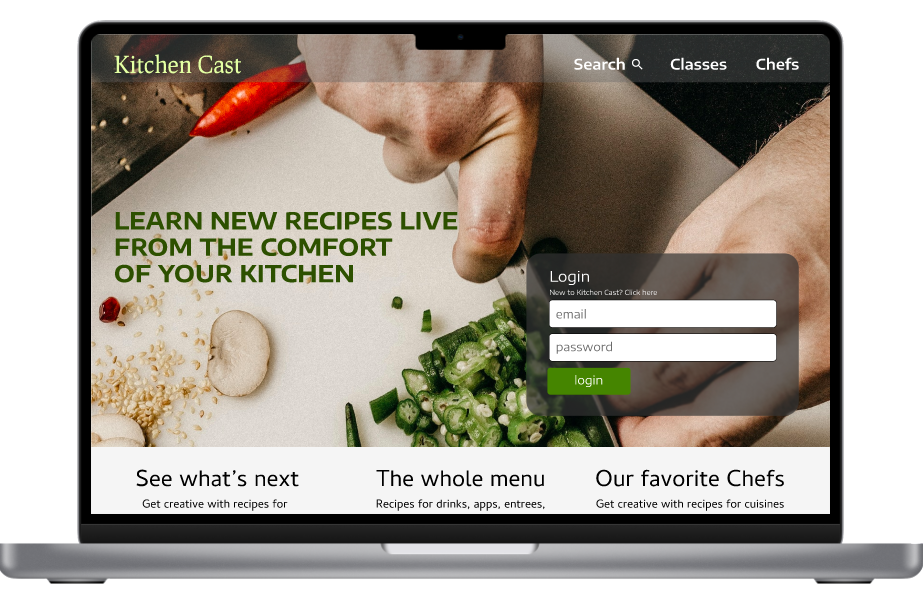 Kitchen Cast
Search
Classes
Chefs
LEARN NEW RECIPES LIVE
FROM THE COMFORT
OF YOUR KITCHEN
Login
New to Kitchen Cast? Click here
email
password
login
See what's next
Get creative with recipes for
The whole menu
Recipes for drinks, apps, entrees,
Our favorite Chefs
Get creative with recipes for cuisines